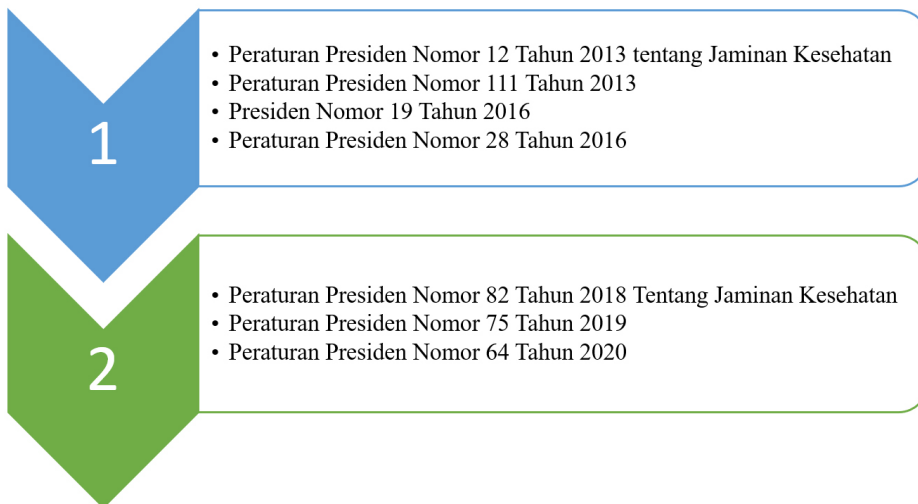 1
• Peraturan Presiden Nomor 12 Tahun 2013 tentang Jaminan Kesehatan
• Peraturan Presiden Nomor 111 Tahun 2013
• Presiden Nomor 19 Tahun 2016
• Peraturan Presiden Nomor 28 Tahun 2016
2
• Peraturan Presiden Nomor 82 Tahun 2018 Tentang Jaminan Kesehatan
• Peraturan Presiden Nomor 75 Tahun 2019
• Peraturan Presiden Nomor 64 Tahun 2020